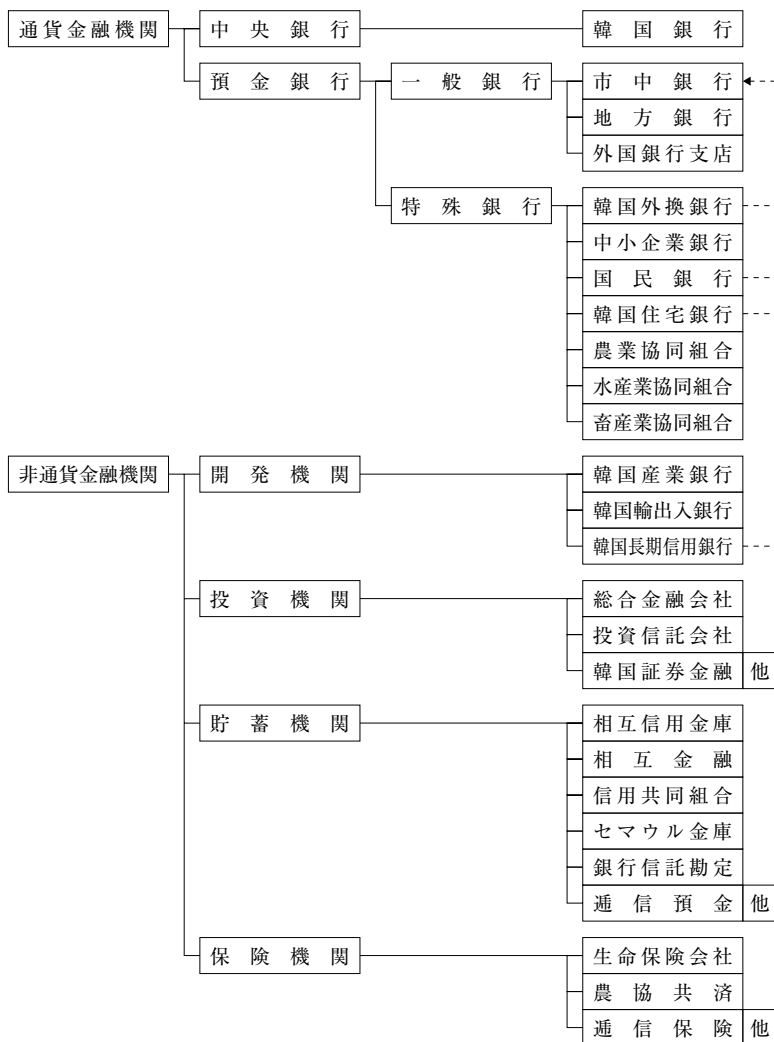 通貨金融機関 中央銀行 韓国銀行
預金銀行 一般銀行 市中銀行
地方銀行
外国銀行支店
特殊銀行 韓国外換銀行
中小企業銀行
国民銀行
韓国住宅銀行
農業協同組合
水産業協同組合
畜産業協同組合
非通貨金融機関 開発機関 韓国産業銀行
韓国輸出入銀行
韓国長期信用銀行
投資機関 総合金融会社
投資信託会社
韓国証券金融 他
貯蓄機関 相互信用金庫
相互金融
信用共同組合
セマウル金庫
銀行信託勘定
逓信預金 他
保険機関 生命保険会社
農協共済
逓信保険 他